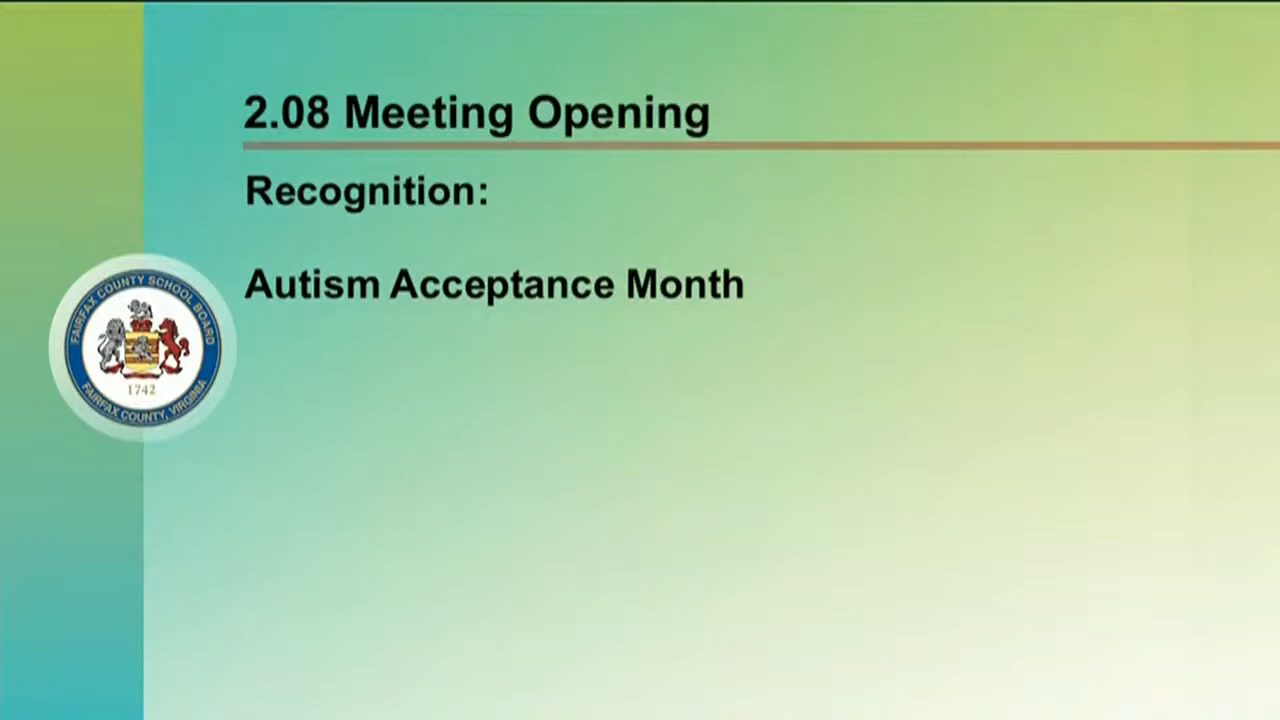 2.08 Meeting Opening
Recognition:
Autism Acceptance Month
FAIRFAX COUNTY SCHOOL BOARD
1742
FAIRFAX COUNTY, VIRGINIA